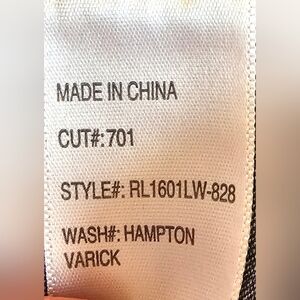 MADE IN CHINA
CUT#: 701
STYLE#: RL1601LW-828
WASH#: HAMPTON
VARICK